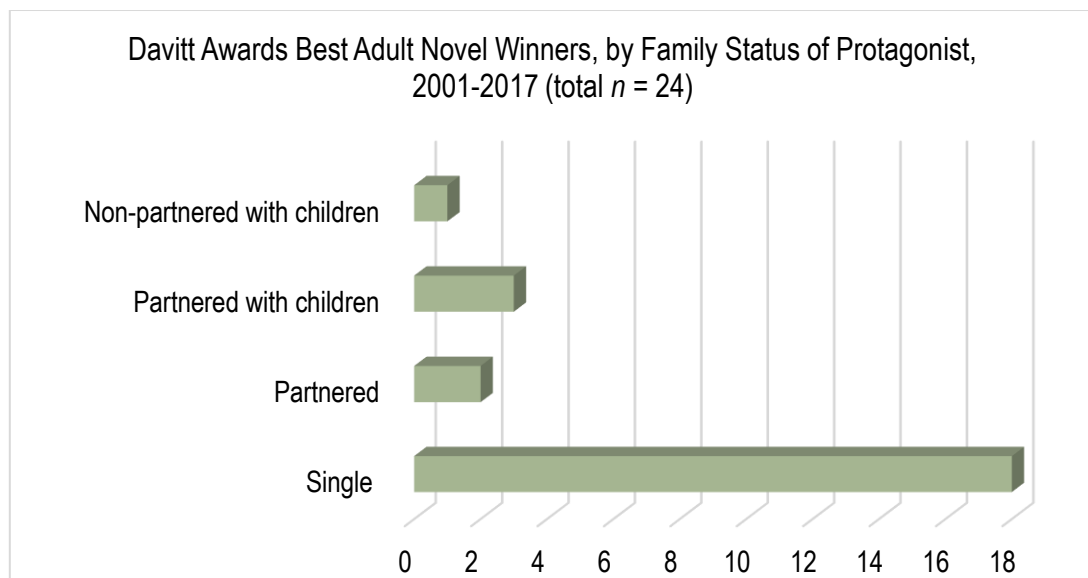 Davitt Awards Best Adult Novel Winners, by Family Status of Protagonist,
2001-2017 (total n = 24)
Non-partnered with children
Partnered with children
Partnered
Single
0 2 4 6 8 10 12 14 16 18